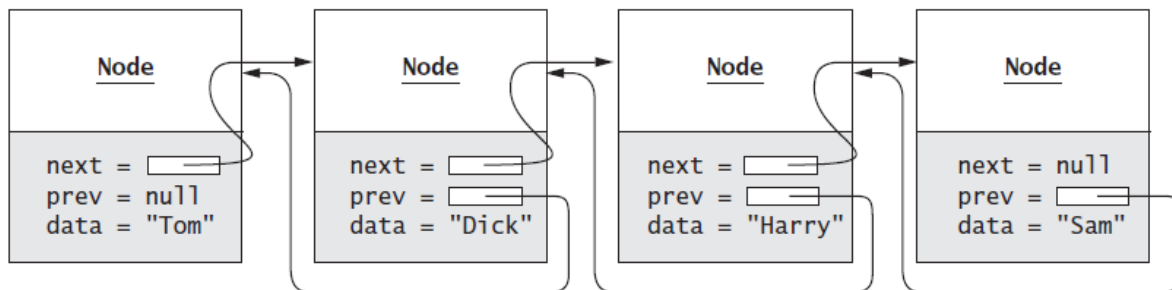 Node
next =
prev = null
data = "Tom"
Node
next =
prev =
data = "Dick"
Node
next =
prev =
data = "Harry"
Node
next = null
prev =
data = "Sam"